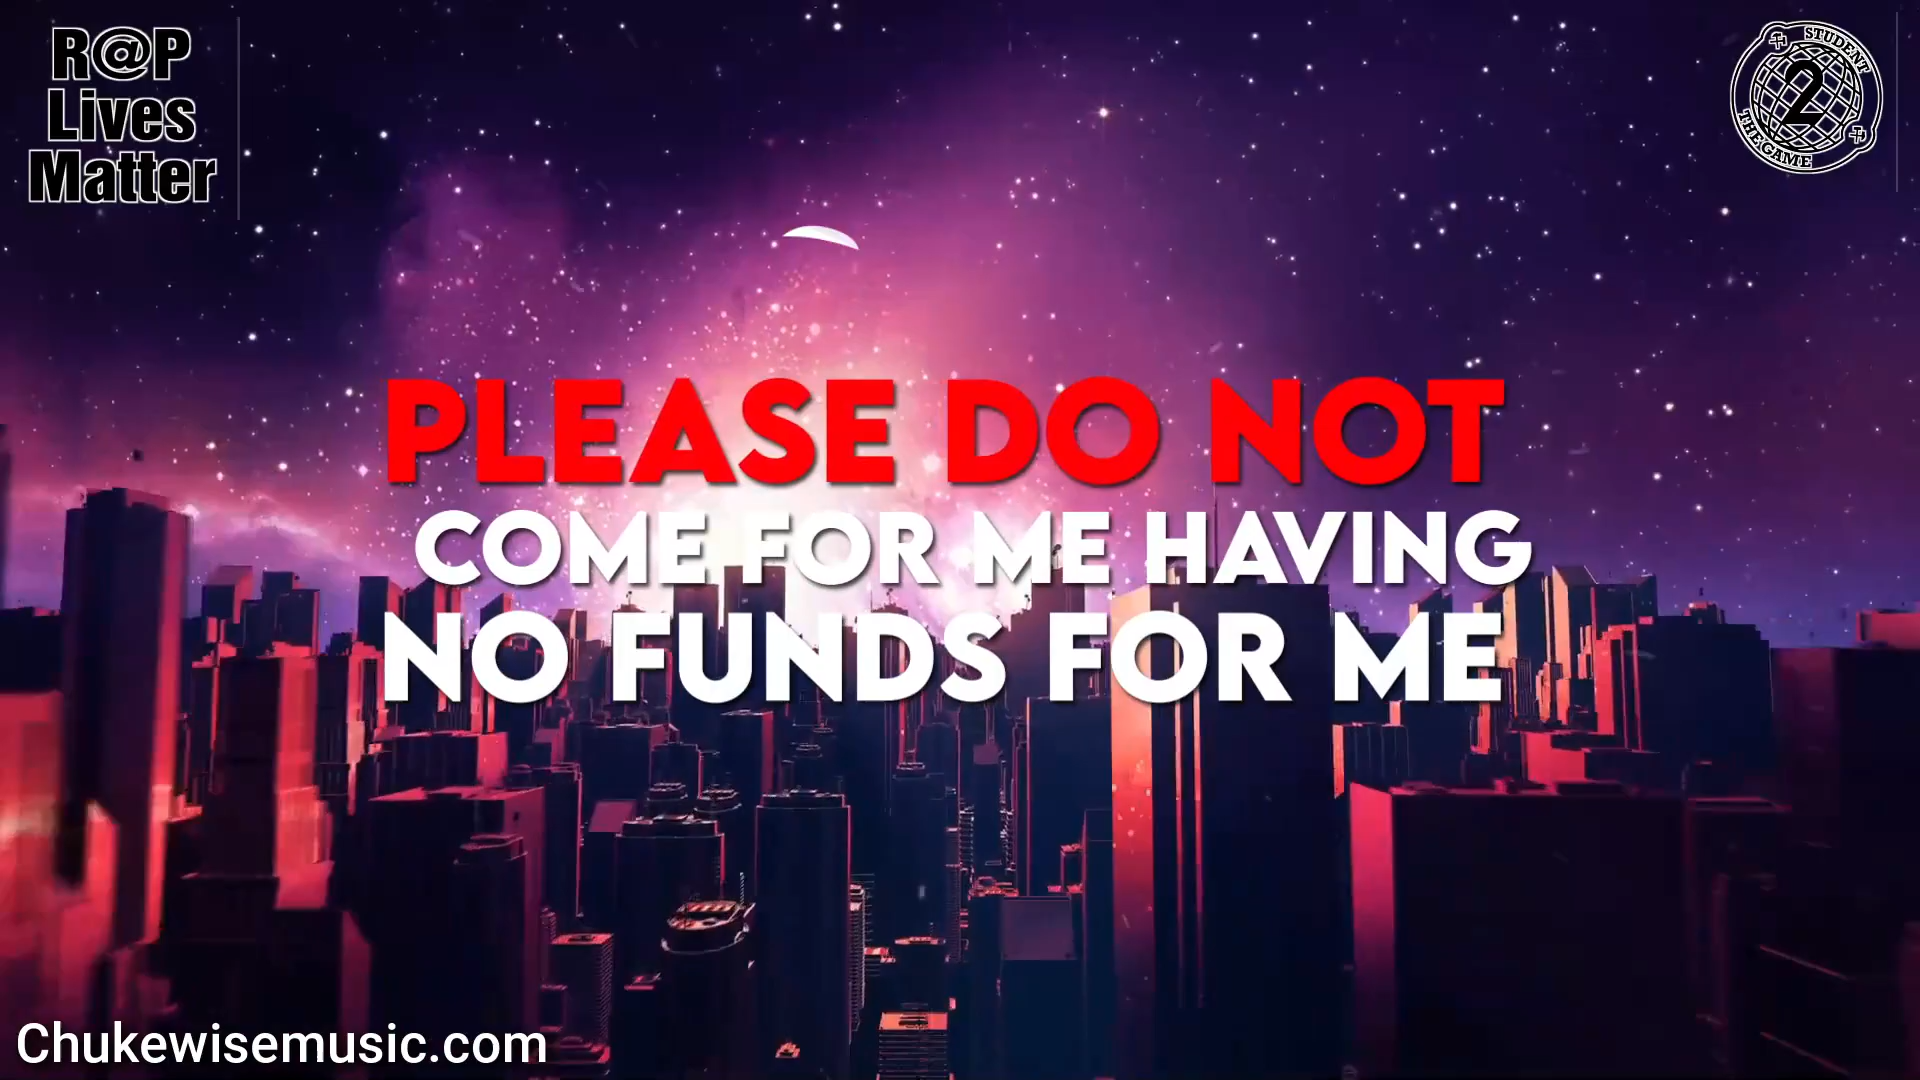 R@P
Lives
Matter
STUDENT
2
THE GAME
PLEASE DO NOT
COME FOR ME HAVING
NO FUNDS FOR ME
Chukewisemusic.com